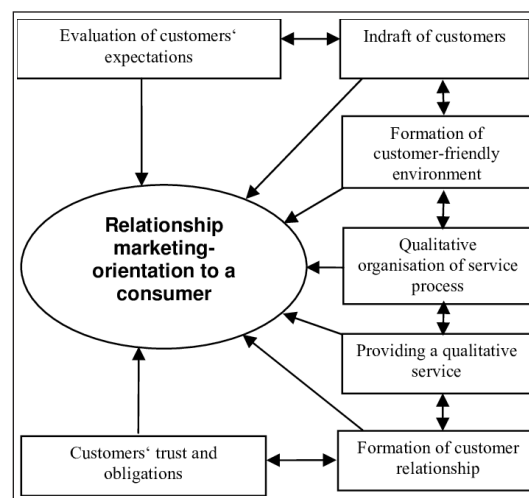 Evaluation of customers‘
expectations
Indraft of customers
Formation of
customer-friendly
environment
Relationship
marketing-
orientation to a
consumer
Qualitative
organisation of service
process
Providing a qualitative
service
Customers‘ trust and
obligations
Formation of customer
relationship